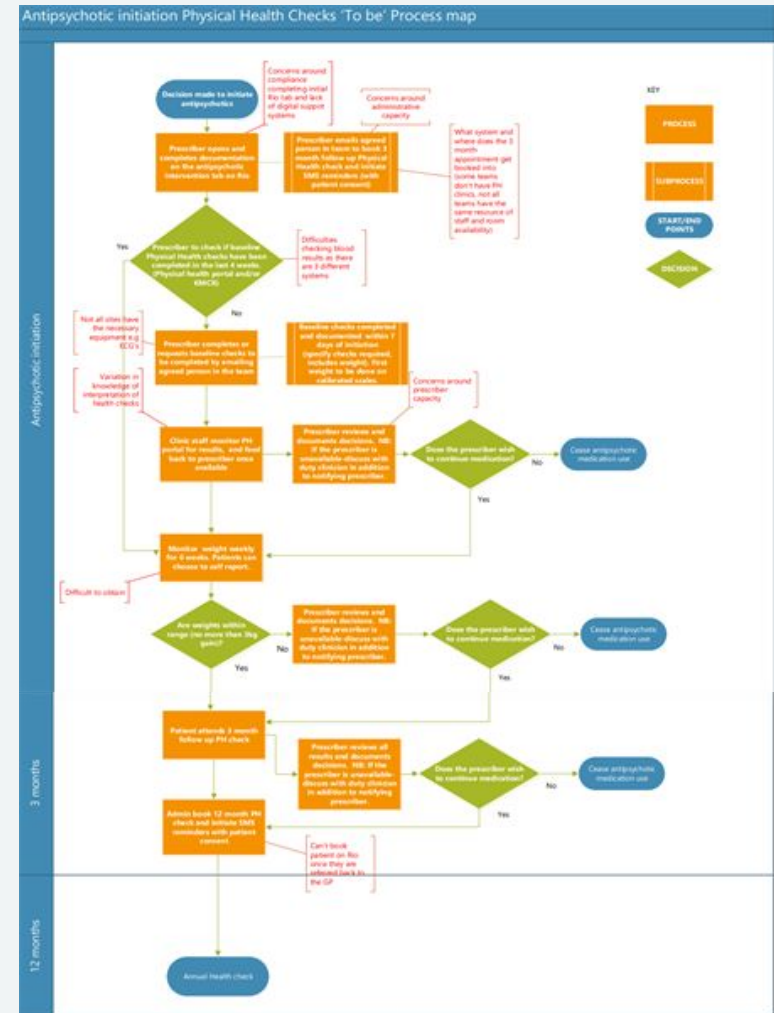 Antipsychotic initiation Physical Health Checks 'To be' Process map
Antipsychotic initiation
3 months
12 months
Decision made to initiate
antipsychotics
Concerns around
compliance
completing initial
Rio tab and lack
of digital support
systems
Concerns around
administrative
capacity
Prescriber opens and
completes documentation
on the antipsychotic
intervention tab on Rio
Prescriber emails agreed
person in team to book 3
month follow up Physical
Health check and initiate
SMS reminders (with
patient consent)
What system and
where does the 3
month
appointment get
booked into
(some teams
don't have PH
clinics, not all
teams have the
same resource of
staff and room
availability)
KEY
PROCESS
SUBPROCESS
START/END
POINTS
DECISION
Prescriber to check if baseline
Physical Health checks have been
completed in the last 4 weeks.
(Physical health portal and/or
KMCR)
Yes
No
Difficulties
checking blood
results as there
are 3 different
systems
Not all sites have
the necessary
equipment e.g
ECG's
Prescriber completes or
requests baseline checks to
be completed by emailing
agreed person in the team
Baseline checks completed
and documented within 7
days of initiation
(specify checks required,
includes weight). First
weight to be done on
calibrated scales.
Variation in
knowledge of
interpretation of
health checks
Concerns around
prescriber
capacity
Clinic staff monitor PH
portal for results, and feed
back to prescriber once
available
Prescriber reviews and
documents decisions. NB:
if the prescriber is
unavailable-discuss with
duty clinician in addition
to notifying prescriber.
Does the prescriber wish
to continue medication?
No
Yes
Cease antipsychotic
medication use
Monitor weight weekly
for 6 weeks. Patients can
choose to self report.
Difficult to obtain
Are weights within
range (no more then 3kg
gain)?
No
Yes
Prescriber reviews and
documents decisions. NB:
if the prescriber is
unavailable-discuss with
duty clinician in addition
to notifying prescriber.
Does the prescriber wish
to continue medication?
No
Yes
Cease antipsychotic
medication use
Patient attends 3 month
follow up PH check
Prescriber reviews all
results and documents
decisions. NB: if the
prescriber is unavailable-
discuss with duty clinician
in addition to notifying
prescriber.
Does the prescriber wish
to continue medication?
No
Yes
Cease antipsychotic
medication use
Admin book 12 month PH
check and initiate SMS
reminders with patient
consent
Can't book
patient on Rio
once they are
referred back to
the GP
Annual health check